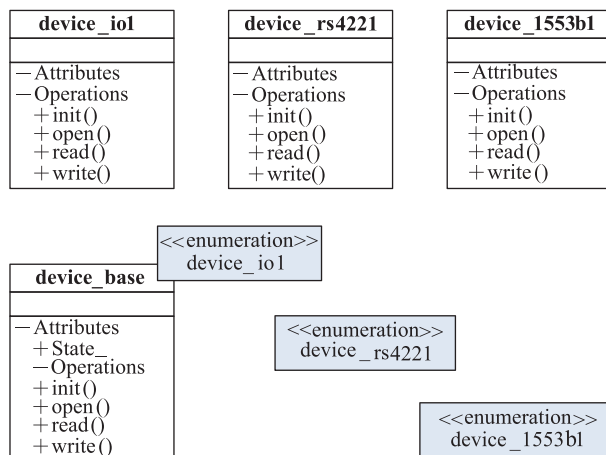 device_io1
— Attributes
— Operations
+ init()
+ open()
+ read()
+ write()
device_rs4221
— Attributes
— Operations
+ init()
+ open()
+ read()
+ write()
device_1553b1
— Attributes
— Operations
+ init()
+ open()
+ read()
+ write()
<<enumeration>>
device_io1
device_base
— Attributes
+ State_
— Operations
+ init()
+ open()
+ read()
+ write()
<<enumeration>>
device_rs4221
<<enumeration>>
device_1553b1